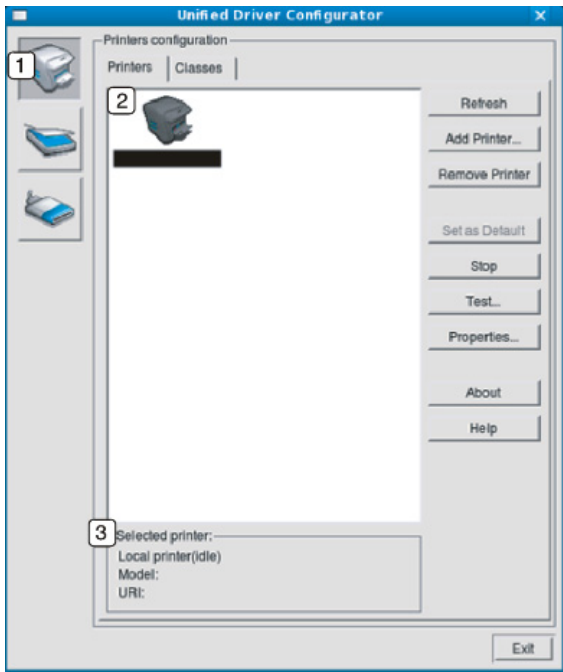 Unified Driver Configurator
Printers configuration
1
Printers Classes
2
Refresh
Add Printer...
Remove Printer
Set as Default
Stop
Test...
Properties...
About
Help
3
Selected printer:
Local printer(idle)
Model:
URI:
Exit